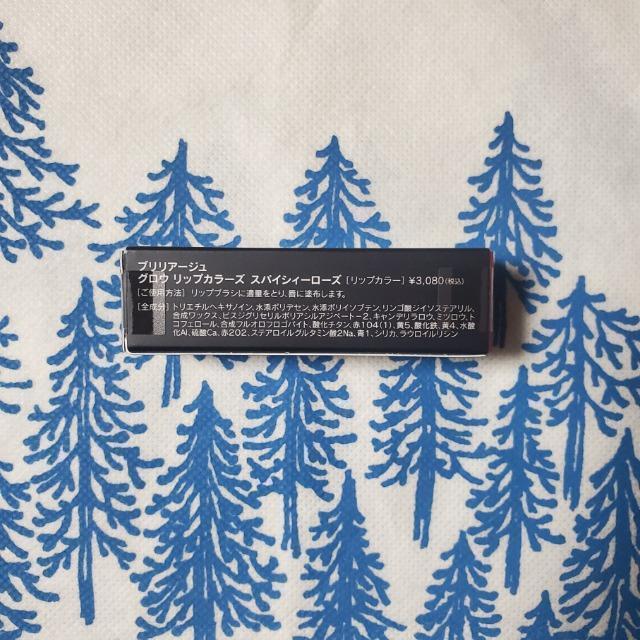 ブリリアージュ
グロウ リップカラーズ スパイシィーローズ [リップカラー] ¥3,080(税込)
[ご使用方法] リップブラシに適量をとり、唇に塗布します。
[全成分] トリエチルヘキサノイン、水添ポリデセン、水添ポリイソブテン、リンゴ酸ジイソステアリル、
合成ワックス、ビスジグリセリルポリアシルアジペート-2、キャンデリラロウ、ミツロウ、ト
コフェロール、合成フルオロフロゴパイト、酸化チタン、赤104(1)、黄5、酸化鉄、黄4、水酸
化Al、硫酸Ca、赤202、ステアロイルグルタミン酸2Na、青1、シリカ、ラウロイルリシン